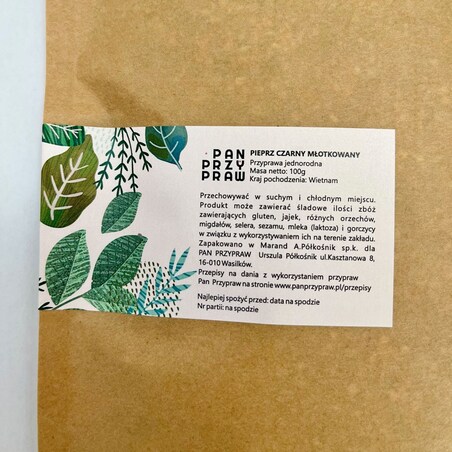 PAN
PRZY
PRAW
PIEPRZ CZARNY MŁOTKOWANY
Przyprawa jednorodna
Masa netto: 100g
Kraj pochodzenia: Wietnam
Przechowywać w suchym i chłodnym miejscu.
Produkt może zawierać śladowe ilości zbóż
zawierających gluten, jajek, różnych orzechów,
migdałów, selera, sezamu, mleka (laktoza) i gorczycy
w związku z wykorzystywaniem ich na terenie zakładu.
Zapakowano w Marand A.Półkośnik sp.k. dla
PAN PRZYPRAW Urszula Półkośnik ul.Kasztanowa 8,
16-010 Wasilków.
Przepisy na dania z wykorzystaniem przypraw
Pan Przypraw na stronie www.panprzypraw.pl/przepisy
Najlepiej spożyć przed: data na spodzie
Nr partii: na spodzie